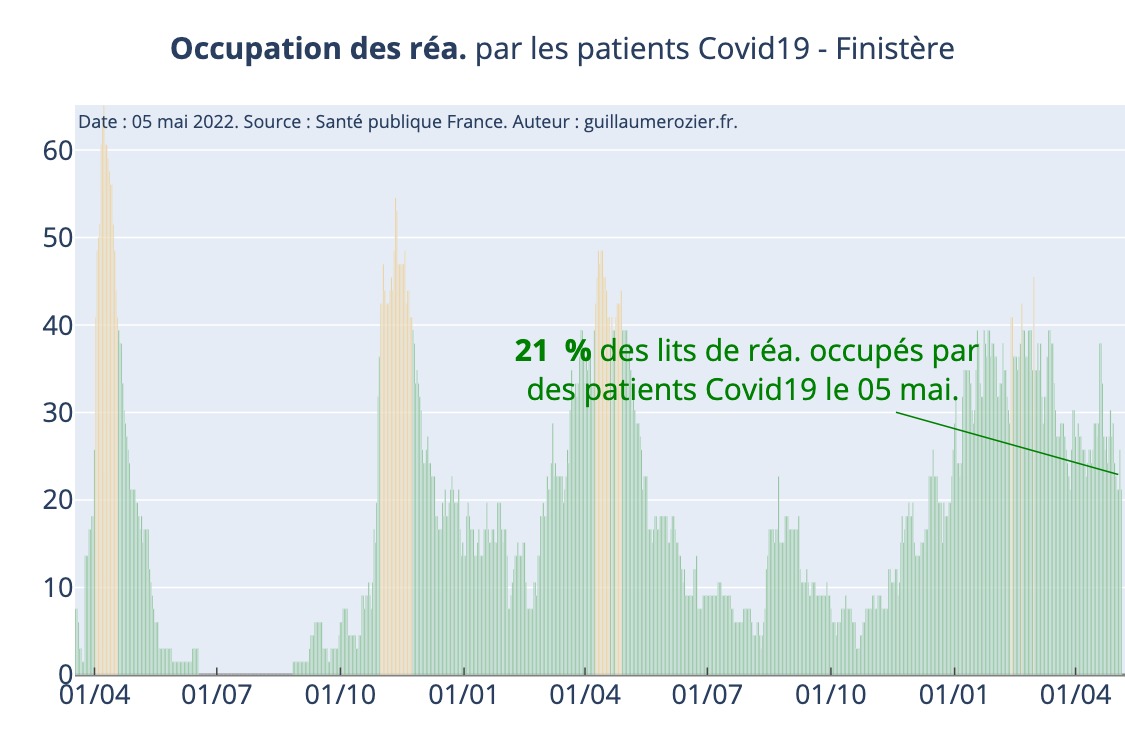 Occupation des réa. par les patients Covid19 - Finistère
Date : 05 mai 2022. Source : Santé publique France. Auteur : guillaumerozier.fr.
60
50
40
21 % des lits de réa. occupés par
des patients Covid19 le 05 mai.
30
20
10
0
01/04 01/07 01/10 01/01 01/04 01/07 01/10 01/01 01/04